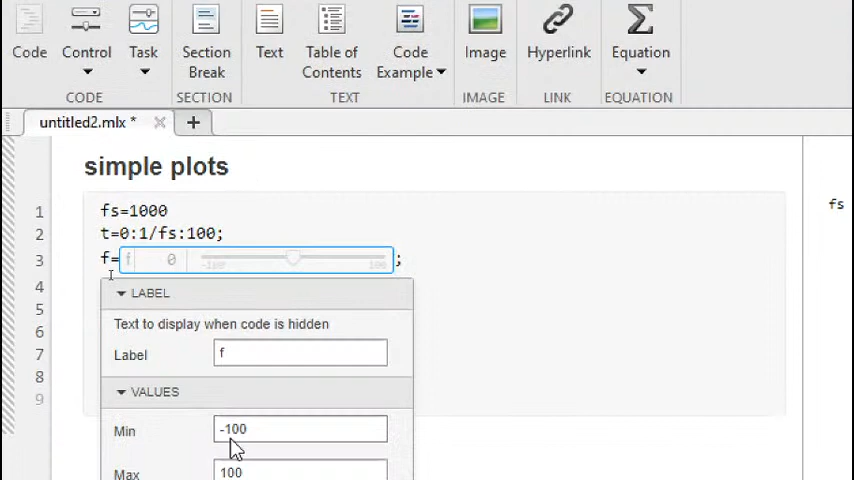 Code Control Task Section Break Text Table of Contents Code Example Image Hyperlink Equation
CODE SECTION TEXT IMAGE LINK EQUATION
untitled2.mlx * × +
simple plots
1 fs=1000
2 t=0:1/fs:100;
3 f= f 0 -100 100 ;
fs
4
5
6
7
8
9
LABEL
Text to display when code is hidden
Label f
VALUES
Min -100
Max 100